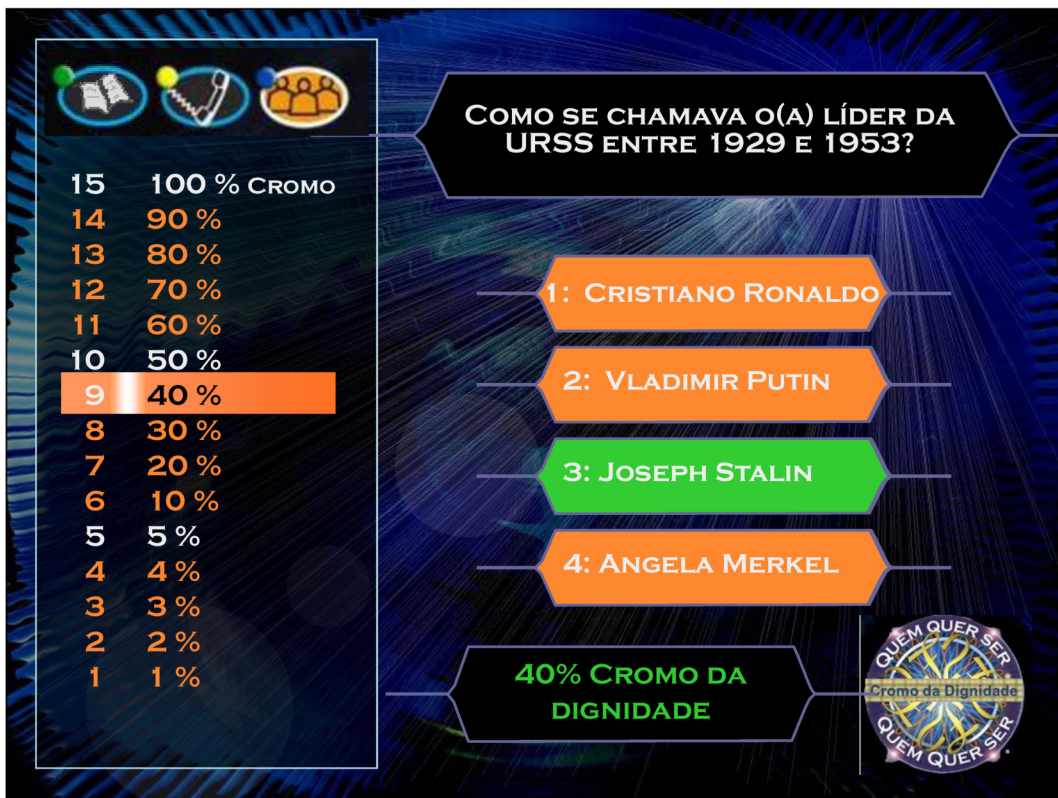 Como se chamava o(a) líder da
URSS entre 1929 e 1953?
15 100 % Cromo
14 90 %
13 80 %
12 70 %
11 60 %
10 50 %
9 40 %
8 30 %
7 20 %
6 10 %
5 5 %
4 4 %
3 3 %
2 2 %
1 1 %
1: Cristiano Ronaldo
2: Vladimir Putin
3: Joseph Stalin
4: Angela Merkel
40% Cromo da
dignidade
QUEM QUER SER
Cromo da Dignidade
QUEM QUER SER